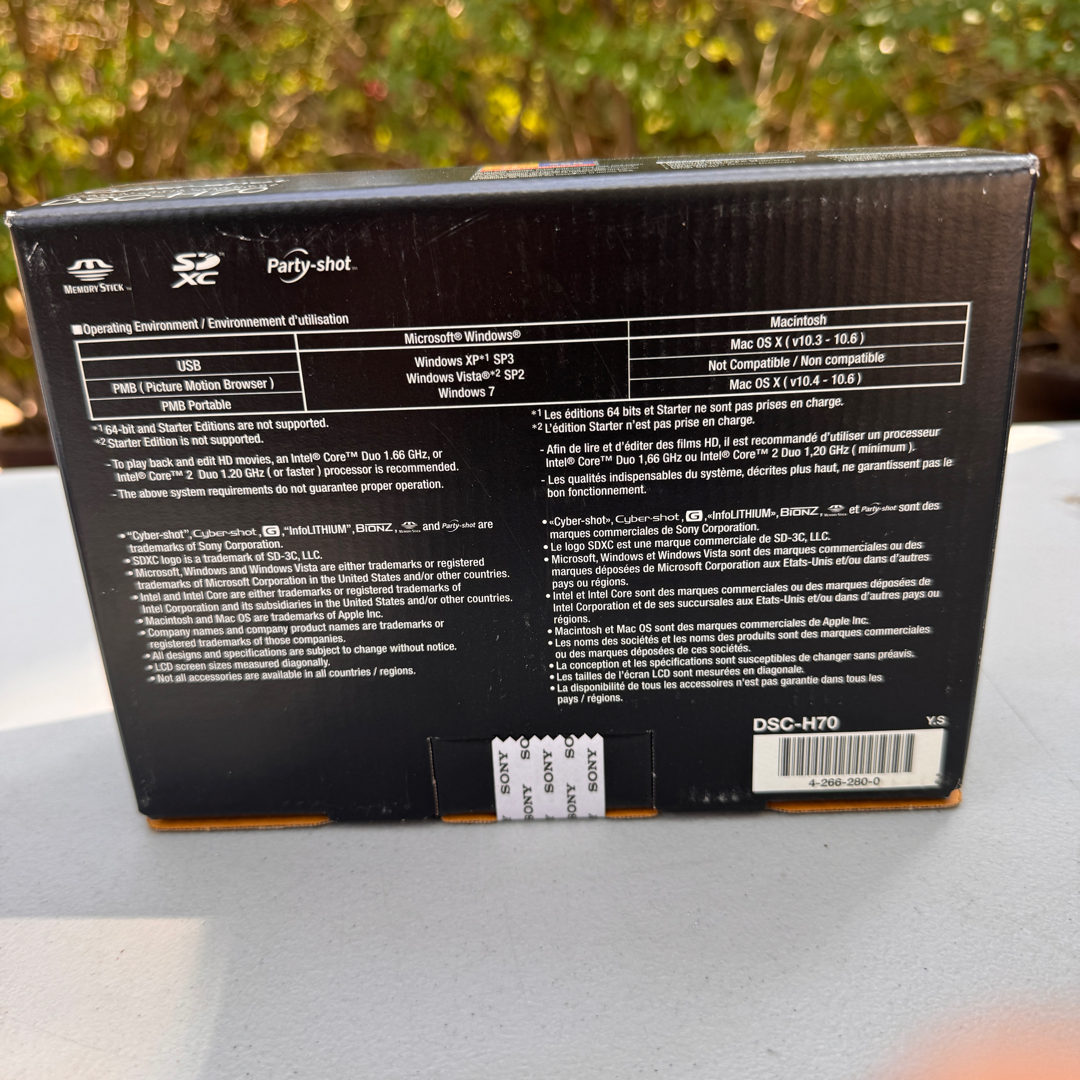 MEMORY STICK™
SD XC™
Party-shot™
■Operating Environment / Environnement d'utilisation
Microsoft® Windows®
Macintosh
USB
Windows XP*1 SP3
Windows Vista®*2 SP2
Windows 7
Mac OS X ( v10.3 - 10.6 )
PMB ( Picture Motion Browser )
Not Compatible / Non compatible
PMB Portable
Mac OS X ( v10.4 - 10.6 )
*1 64-bit and Starter Editions are not supported.
*2 Starter Edition is not supported.
- To play back and edit HD movies, an Intel® Core™ Duo 1.66 GHz, or
Intel® Core™ 2 Duo 1.20 GHz ( or faster ) processor is recommended.
- The above system requirements do not guarantee proper operation.
• "Cyber-shot", Cyber-shot, G, "InfoLITHIUM", BIONZ, and Party-shot are
trademarks of Sony Corporation.
• SDXC logo is a trademark of SD-3C, LLC.
• Microsoft, Windows and Windows Vista are either trademarks or registered
trademarks of Microsoft Corporation in the United States and/or other countries.
• Intel and Intel Core are either trademarks or registered trademarks of
Intel Corporation and its subsidiaries in the United States and/or other countries.
• Macintosh and Mac OS are trademarks of Apple Inc.
• Company names and company product names are trademarks or
registered trademarks of those companies.
• All designs and specifications are subject to change without notice.
• LCD screen sizes measured diagonally.
• Not all accessories are available in all countries / regions.
*1 Les éditions 64 bits et Starter ne sont pas prises en charge.
*2 L'édition Starter n'est pas prise en charge.
- Afin de lire et d'éditer des films HD, il est recommandé d'utiliser un processeur
Intel® Core™ Duo 1,66 GHz ou Intel® Core™ 2 Duo 1,20 GHz ( minimum ).
- Les qualités indispensables du système, décrites plus haut, ne garantissent pas le
bon fonctionnement.
• «Cyber-shot», Cyber-shot, G, «InfoLITHIUM», BIONZ, et Party-shot sont des
marques commerciales de Sony Corporation.
• Le logo SDXC est une marque commerciale de SD-3C, LLC.
• Microsoft, Windows et Windows Vista sont des marques commerciales ou des
marques déposées de Microsoft Corporation aux Etats-Unis et/ou dans d'autres
pays ou régions.
• Intel et Intel Core sont des marques commerciales ou des marques déposées de
Intel Corporation et de ses succursales aux Etats-Unis et/ou dans d'autres pays ou
régions.
• Macintosh et Mac OS sont des marques commerciales de Apple Inc.
• Les noms des sociétés et les noms des produits sont des marques commerciales
ou des marques déposées de ces sociétés.
• La conception et les spécifications sont susceptibles de changer sans préavis.
• Les tailles de l'écran LCD sont mesurées en diagonale.
• La disponibilité de tous les accessoires n'est pas garantie dans tous les
pays / régions.
DSC-H70
Y.S
4-266-280-0
SONY
SONY
SONY
SONY
SONY